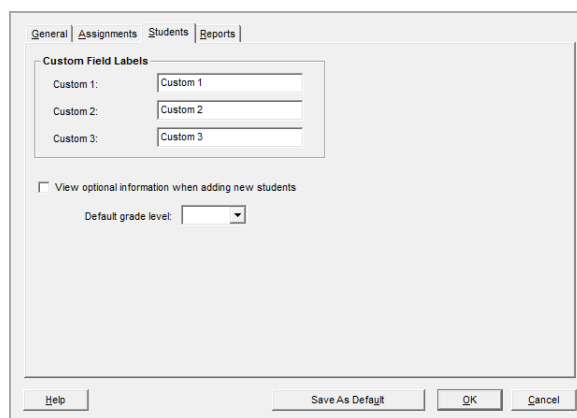 General Assignments Students Reports
Custom Field Labels
Custom 1: Custom 1
Custom 2: Custom 2
Custom 3: Custom 3
View optional information when adding new students
Default grade level:
Help Save As Default OK Cancel